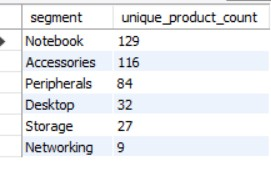 segment unique_product_count
Notebook 129
Accessories 116
Peripherals 84
Desktop 32
Storage 27
Networking 9